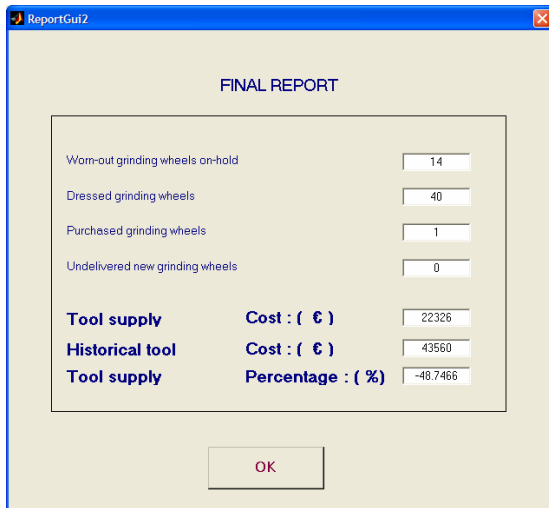 ReportGui2
FINAL REPORT
Worn-out grinding wheels on-hold 14
Dressed grinding wheels 40
Purchased grinding wheels 1
Undelivered new grinding wheels 0
Tool supply Cost : ( € ) 22326
Historical tool Cost : ( € ) 43560
Tool supply Percentage : ( %) -48.7466
OK